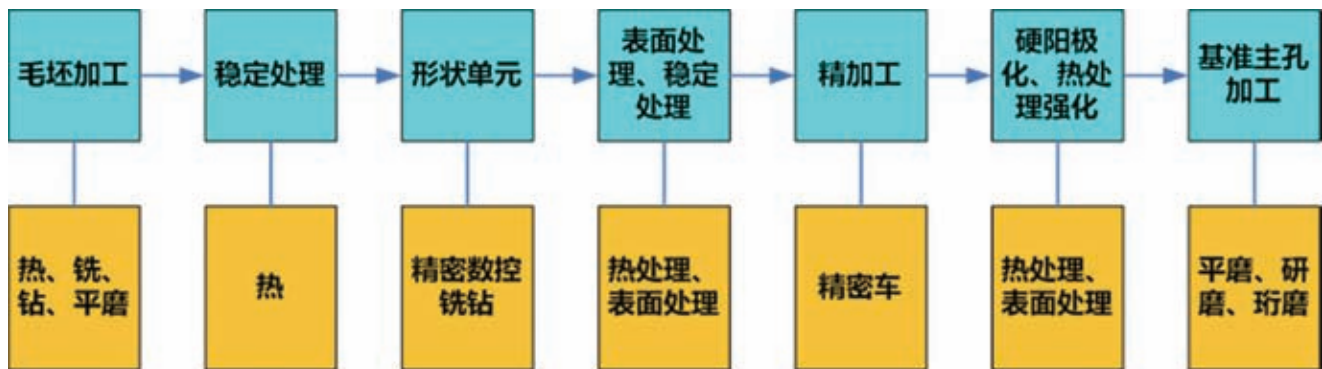 毛坯加工
稳定处理
形状单元
表面处
理、稳定
处理
精加工
硬阳极
化、热处
理强化
基准主孔
加工
热、铣、
钻、平磨
热
精密数控
铣钻
热处理、
表面处理
精密车
热处理、
表面处理
平磨、研
磨、珩磨